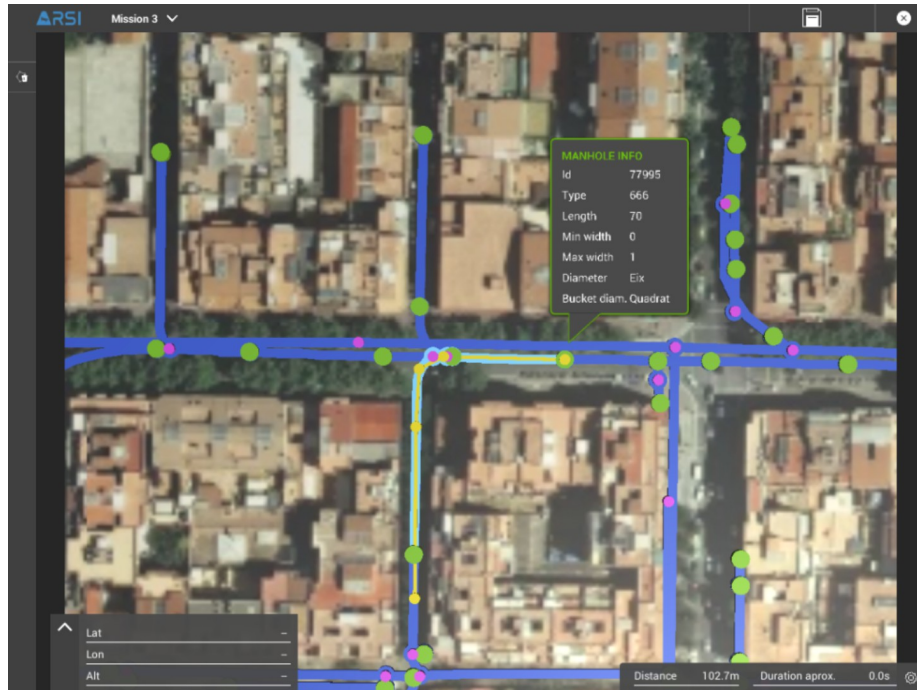 ARSI Mission 3
MANHOLE INFO
Id 77995
Type 666
Length 70
Min width 0
Max width 1
Diameter Eix
Bucket diam. Quadrat
Lat –
Lon –
Alt –
Distance 102.7m Duration aprox. 0.0s